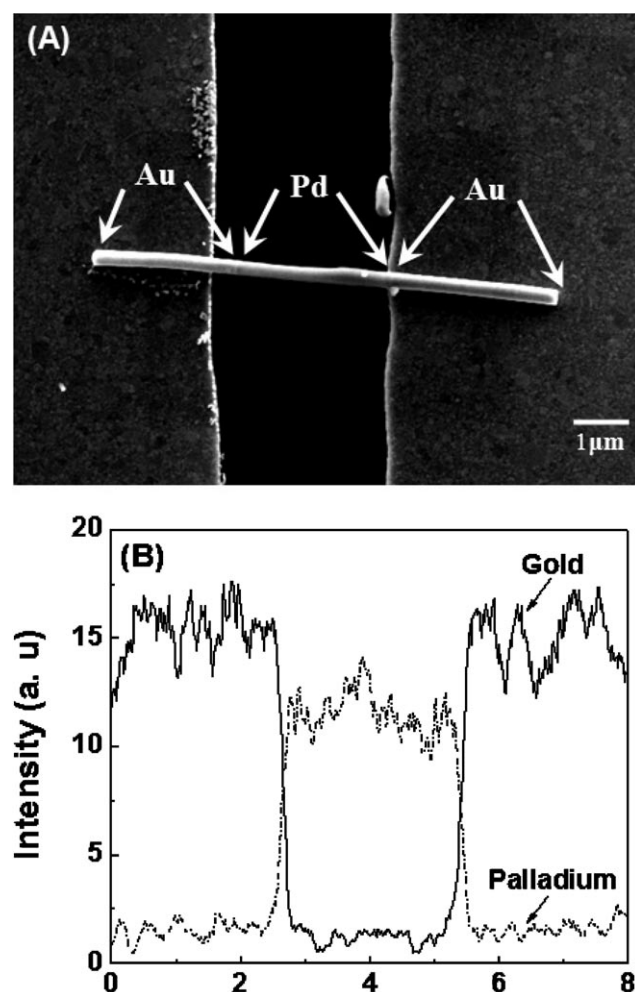 (A)
Au Pd Au
1μm
20
(B)
Gold
15
10
Intensity (a. u)
5
Palladium
0
0 2 4 6 8